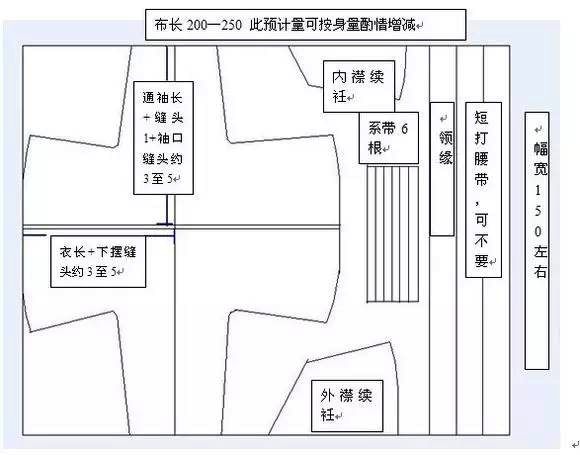 布长 200—250 此预计量可按身量酌情增减↵
通袖长
+ 缝头
1+袖口
缝头约
3 至 5↵
内襟续
衽↵
系带 6
根↵
↵
领缘
短打腰带，可不要
↵
幅宽150左右
衣长+下摆缝
头约 3 至 5↵
外襟续
衽↵
↵